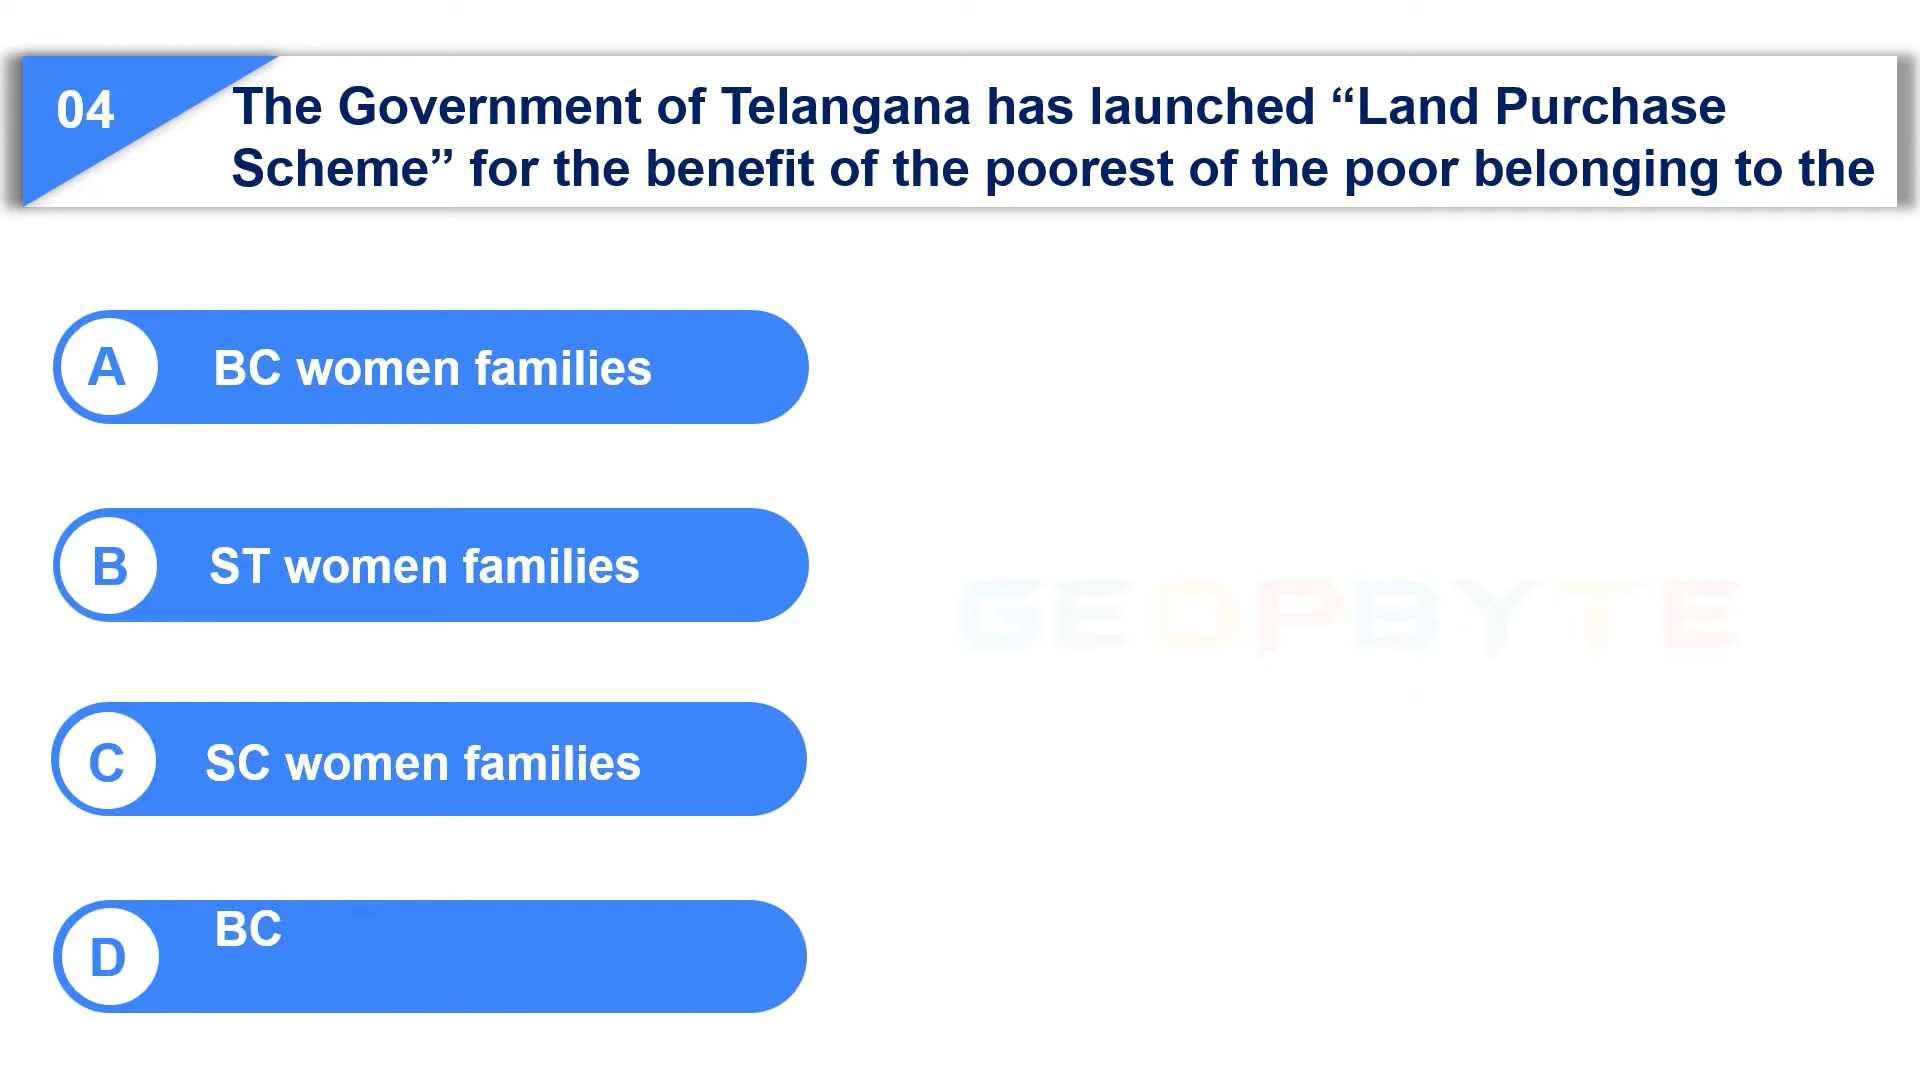 04
The Government of Telangana has launched “Land Purchase
Scheme” for the benefit of the poorest of the poor belonging to the
A
BC women families
B
ST women families
GEOPBYTE
C
SC women families
D
BC